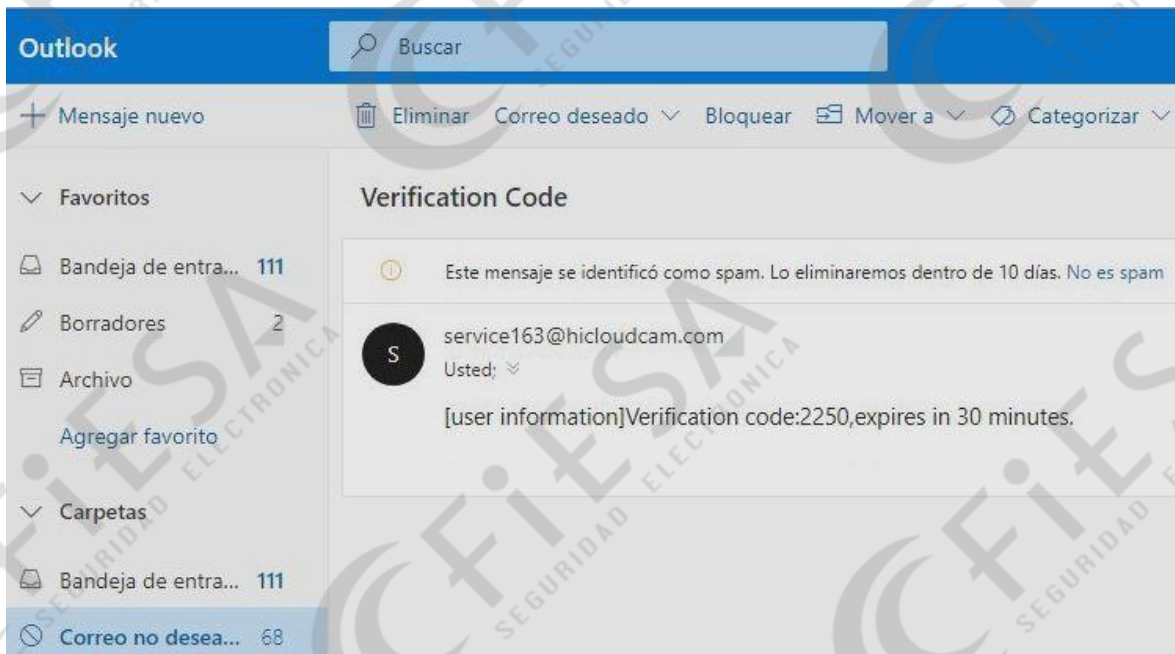 Outlook
Buscar
Mensaje nuevo
Eliminar Correo deseado Bloquear Mover a Categorizar
Favoritos
Bandeja de entra... 111
Borradores 2
Archivo
Agregar favorito
Carpetas
Bandeja de entra... 111
Correo no desea... 68
Verification Code
Este mensaje se identificó como spam. Lo eliminaremos dentro de 10 días. No es spam
S
service163@hicloudcam.com
Usted;
[user information]Verification code:2250,expires in 30 minutes.
CFiESA
SEGURIDAD ELECTRONICA